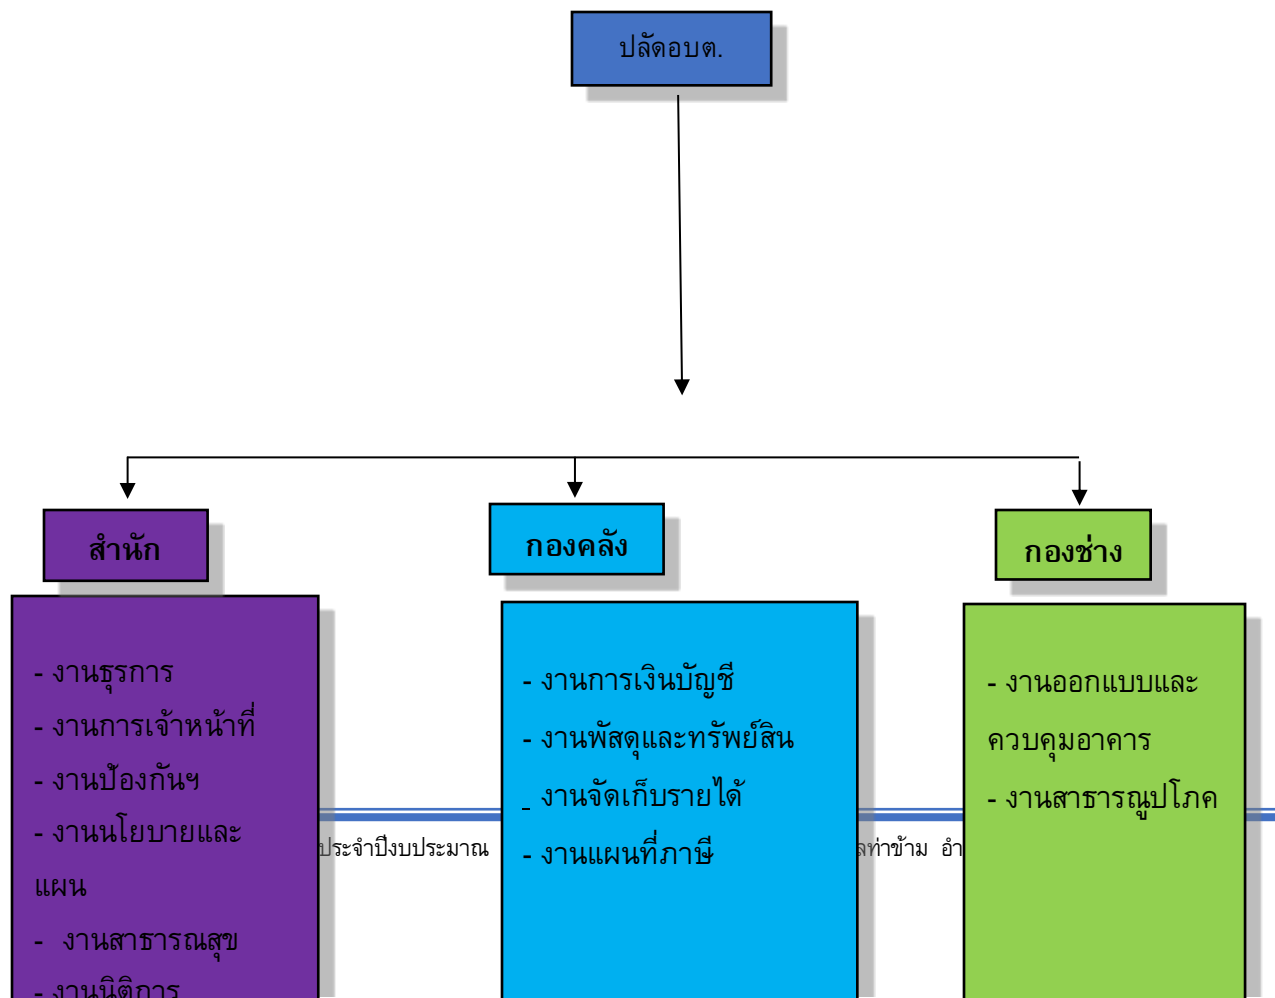 ปลัดอบต.
สำนัก
กองคลัง
กองช่าง
- งานธุรการ
- งานการเจ้าหน้าที่
- งานป้องกันฯ
- งานนโยบายและ
แผน
- งานสาธารณสุข
- งานนิติการ
- งานการเงินบัญชี
- งานพัสดุและทรัพย์สิน
- งานจัดเก็บรายได้
- งานแผนที่ภาษี
- งานออกแบบและ
ควบคุมอาคาร
- งานสาธารณูปโภค
ประจำปีงบประมาณ
ลท่าข้าม อำ